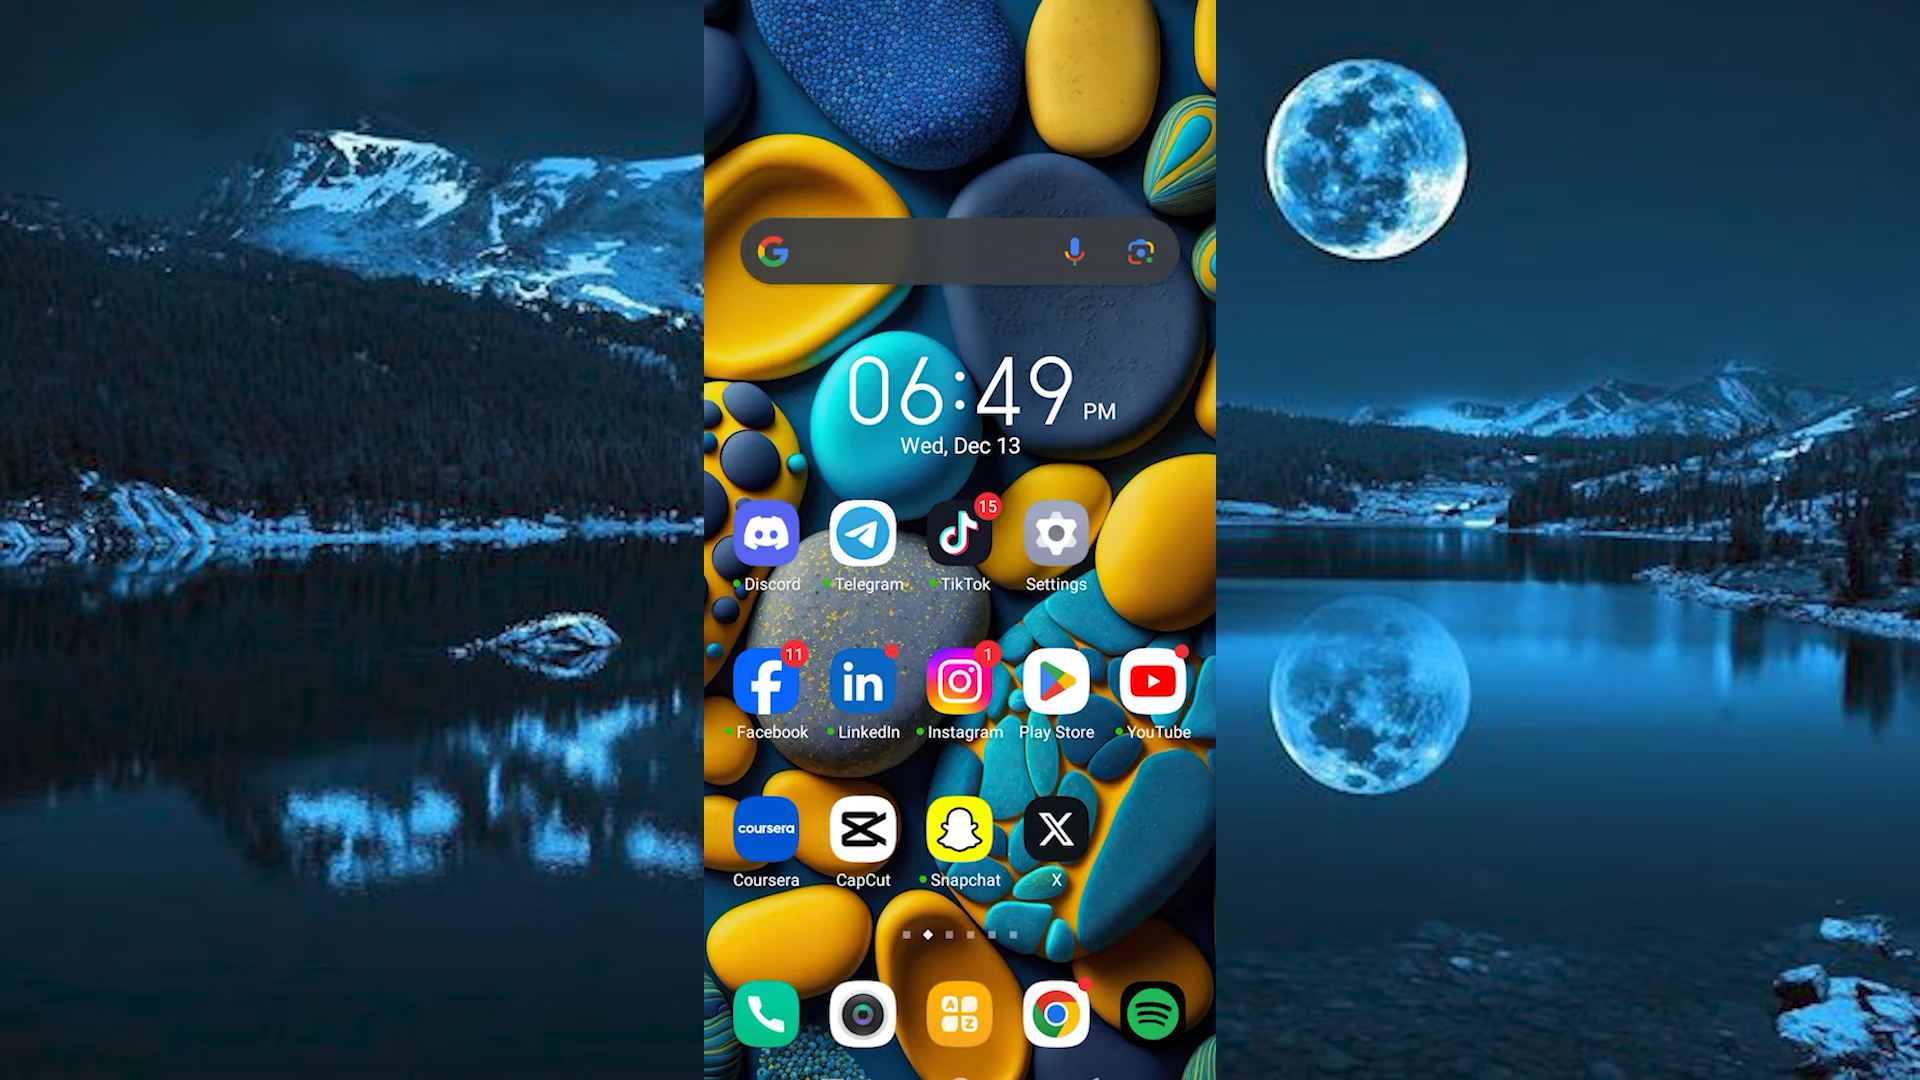 06:49 PM
Wed, Dec 13
15
Discord Telegram TikTok Settings
11 in 1
Facebook LinkedIn Instagram Play Store YouTube
coursera X
Coursera CapCut Snapchat X
A
Z